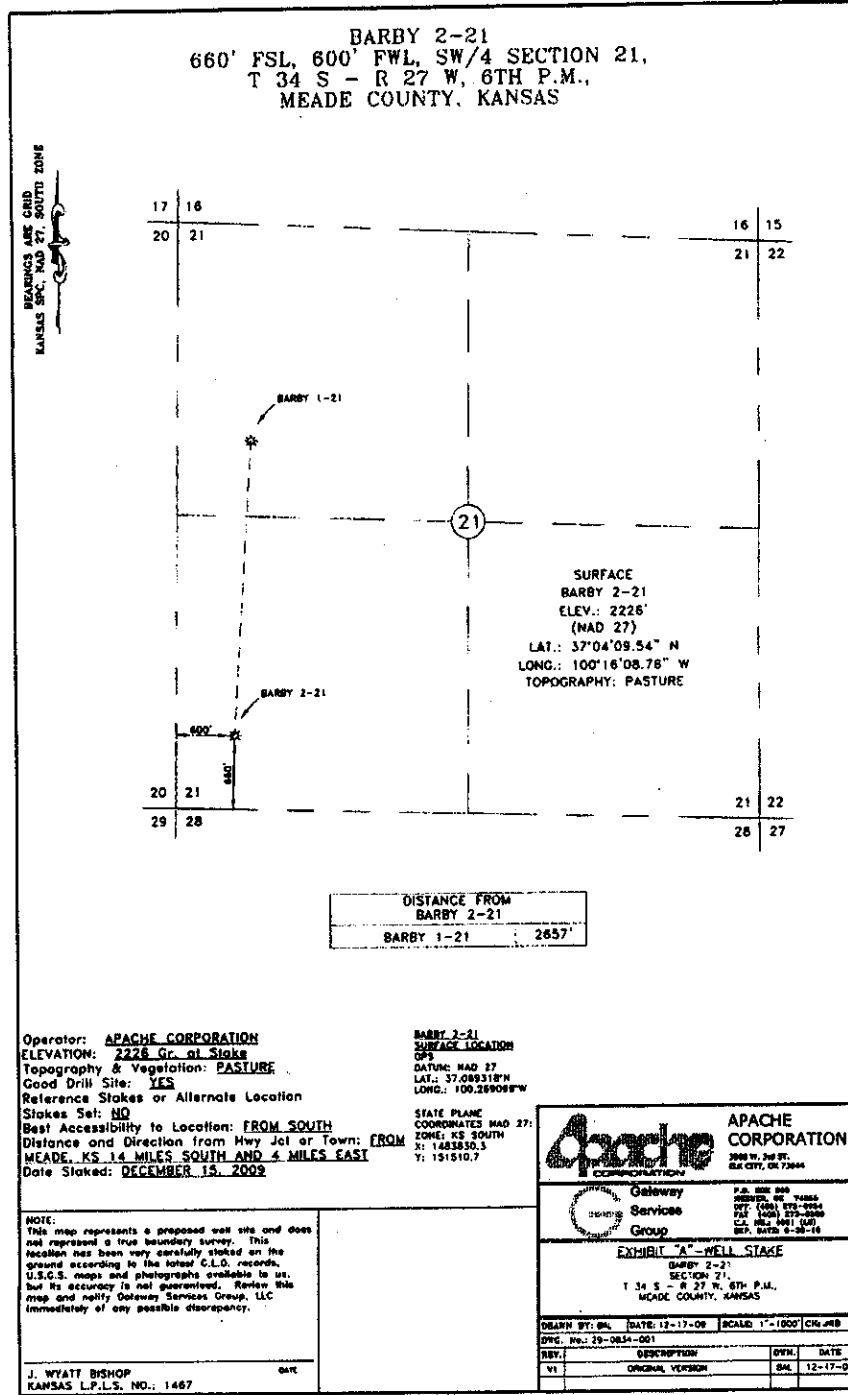 BARBY 2-21
660' FSL, 600' FWL, SW/4 SECTION 21,
T 34 S - R 27 W, 6TH P.M.,
MEADE COUNTY, KANSAS
BEARINGS ARE GRID
KANSAS SPC, NAD 27, SOUTH ZONE
17 16
20 21
16 15
21 22
BARBY 1-21
21
SURFACE
BARBY 2-21
ELEV.: 2226'
(NAD 27)
LAT.: 37°04'09.54" N
LONG.: 100°16'08.76" W
TOPOGRAPHY: PASTURE
BARBY 2-21
600'
660'
20 21
29 28
21 22
28 27
DISTANCE FROM
BARBY 2-21
BARBY 1-21 2657'
Operator: APACHE CORPORATION
ELEVATION: 2226 Gr. at Stake
Topography & Vegetation: PASTURE
Good Drill Site: YES
Reference Stakes or Alternate Location
Stakes Set: NO
Best Accessibility to Location: FROM SOUTH
Distance and Direction from Hwy Jct or Town: FROM
MEADE, KS 14 MILES SOUTH AND 4 MILES EAST
Date Staked: DECEMBER 15, 2009
BARBY 2-21
SURFACE LOCATION
GPS
DATUM: NAD 27
LAT.: 37.069318°N
LONG.: 100.269099°W
STATE PLANE
COORDINATES NAD 27:
ZONE: KS SOUTH
X: 1483850.3
Y: 151510.7
NOTE:
This map represents a proposed well site and does
not represent a true boundary survey. This
location has been very carefully staked on the
ground according to the latest G.L.O. records,
U.S.G.S. maps and photographs available to us,
but its accuracy is not guaranteed. Review this
map and notify Gateway Services Group, LLC
immediately of any possible discrepancy.
J. WYATT BISHOP DATE
KANSAS L.P.L.S. NO.: 1467
Apache
CORPORATION
APACHE
CORPORATION
ELK CITY, OK 73644
Gateway
Services
Group
EXHIBIT "A"-WELL STAKE
BARBY 2-21
SECTION 21,
T 34 S - R 27 W, 6TH P.M.,
MEADE COUNTY, KANSAS
DRAWN BY: BML DATE: 12-17-09 SCALE: 1"=1000'
DWG. No.: 29-0834-001
REV. DESCRIPTION DWN. DATE
V1 ORIGINAL VERSION BML 12-17-0